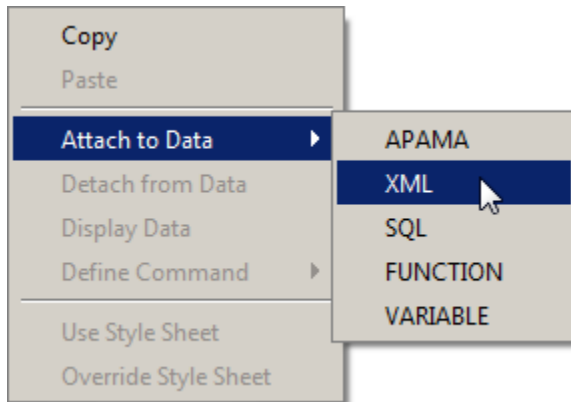 Copy
Paste
Attach to Data
Detach from Data
Display Data
Define Command
Use Style Sheet
Override Style Sheet
APAMA
XML
SQL
FUNCTION
VARIABLE